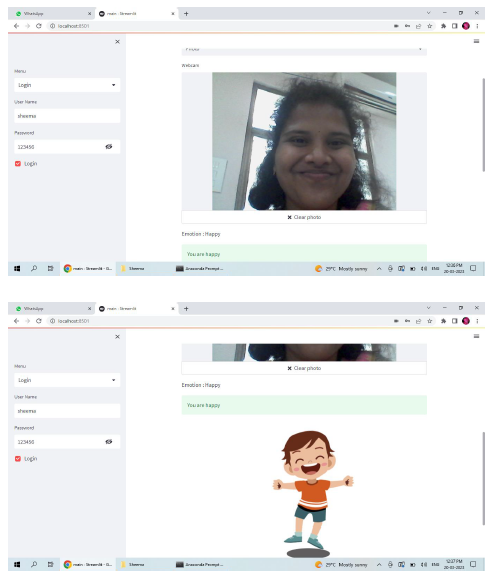 WhatsApp
main · Streamlit
localhost:8501
Menu
Webcam
Login
User Name
sheema
Password
123456
Login
Clear photo
Emotion : Happy
You are happy
main · Streamlit - G...
Sheema
Anaconda Prompt ...
29°C Mostly sunny
ENG
12:36 PM
20-03-2023
WhatsApp
main · Streamlit
localhost:8501
Clear photo
Menu
Login
Emotion : Happy
User Name
You are happy
sheema
Password
123456
Login
main · Streamlit - G...
Sheema
Anaconda Prompt ...
29°C Mostly sunny
ENG
12:37 PM
20-03-2023